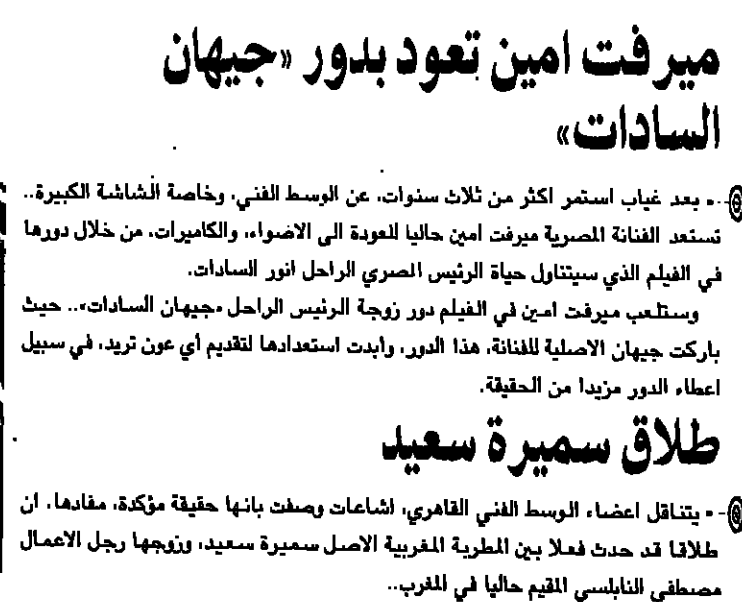 ميرفت امين تعود بدور «جيهان
السادات»
- • بعد غياب استمر اكثر من ثلاث سنوات، عن الوسط الفني، وخاصة الشاشة الكبيرة..
تستعد الفنانة المصرية ميرفت امين حاليا للعودة الى الاضواء، والكاميرات، من خلال دورها
في الفيلم الذي سيتناول حياة الرئيس المصري الراحل انور السادات.
وستلعب ميرفت امين في الفيلم دور زوجة الرئيس الراحل «جيهان السادات».. حيث
باركت جيهان الاصلية للفنانة، هذا الدور، وأبدت استعدادها لتقديم أي عون تريد، في سبيل
اعطاء الدور مزيدا من الحقيقة.
طلاق سميرة سعيد
- • يتناقل اعضاء الوسط الفني القاهري، اشاعات وصفت بانها حقيقة مؤكدة، مفادها، ان
طلاقا قد حدث فعلا بين المطربة المغربية الاصل سميرة سعيد، وزوجها رجل الاعمال
مصطفى النابلسي المقيم حاليا في المغرب..